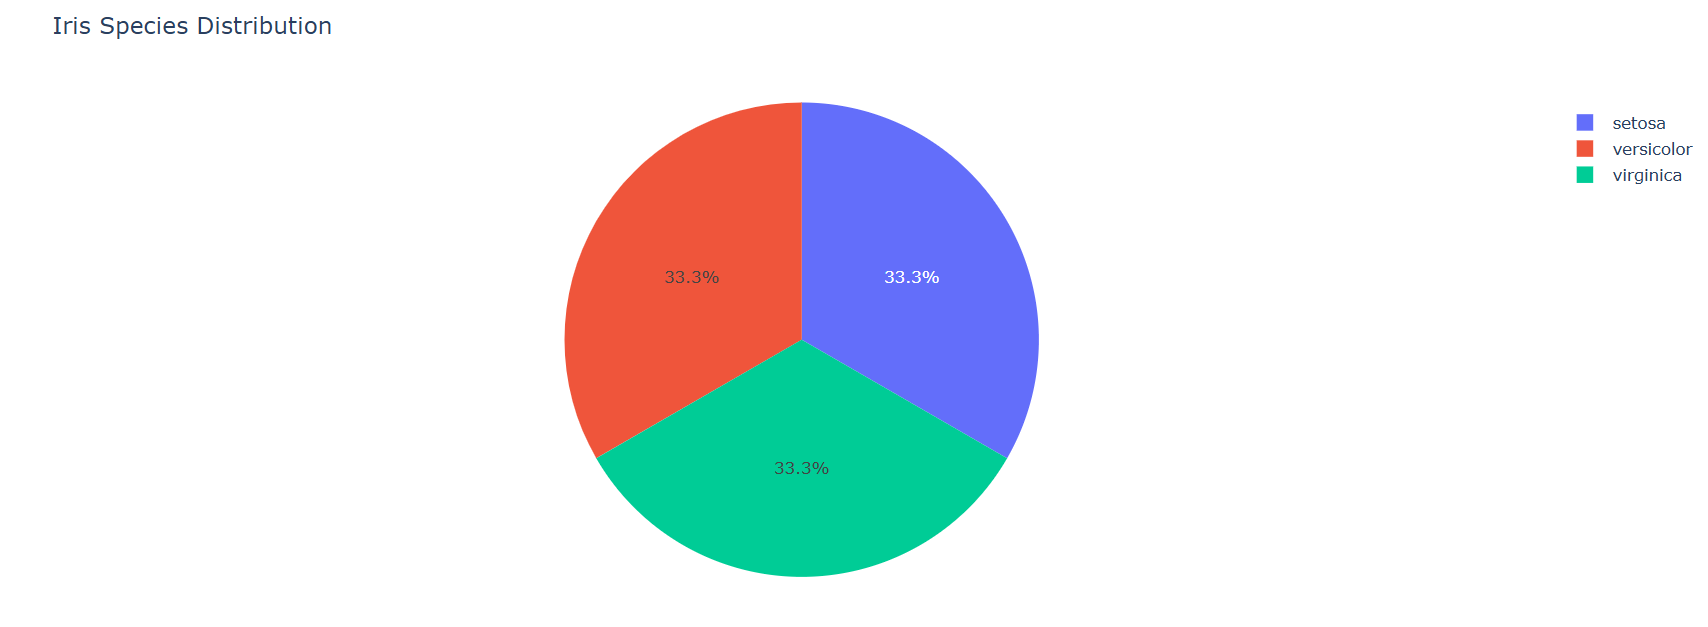 Iris Species Distribution
setosa
versicolor
virginica
33.3%
33.3%
33.3%